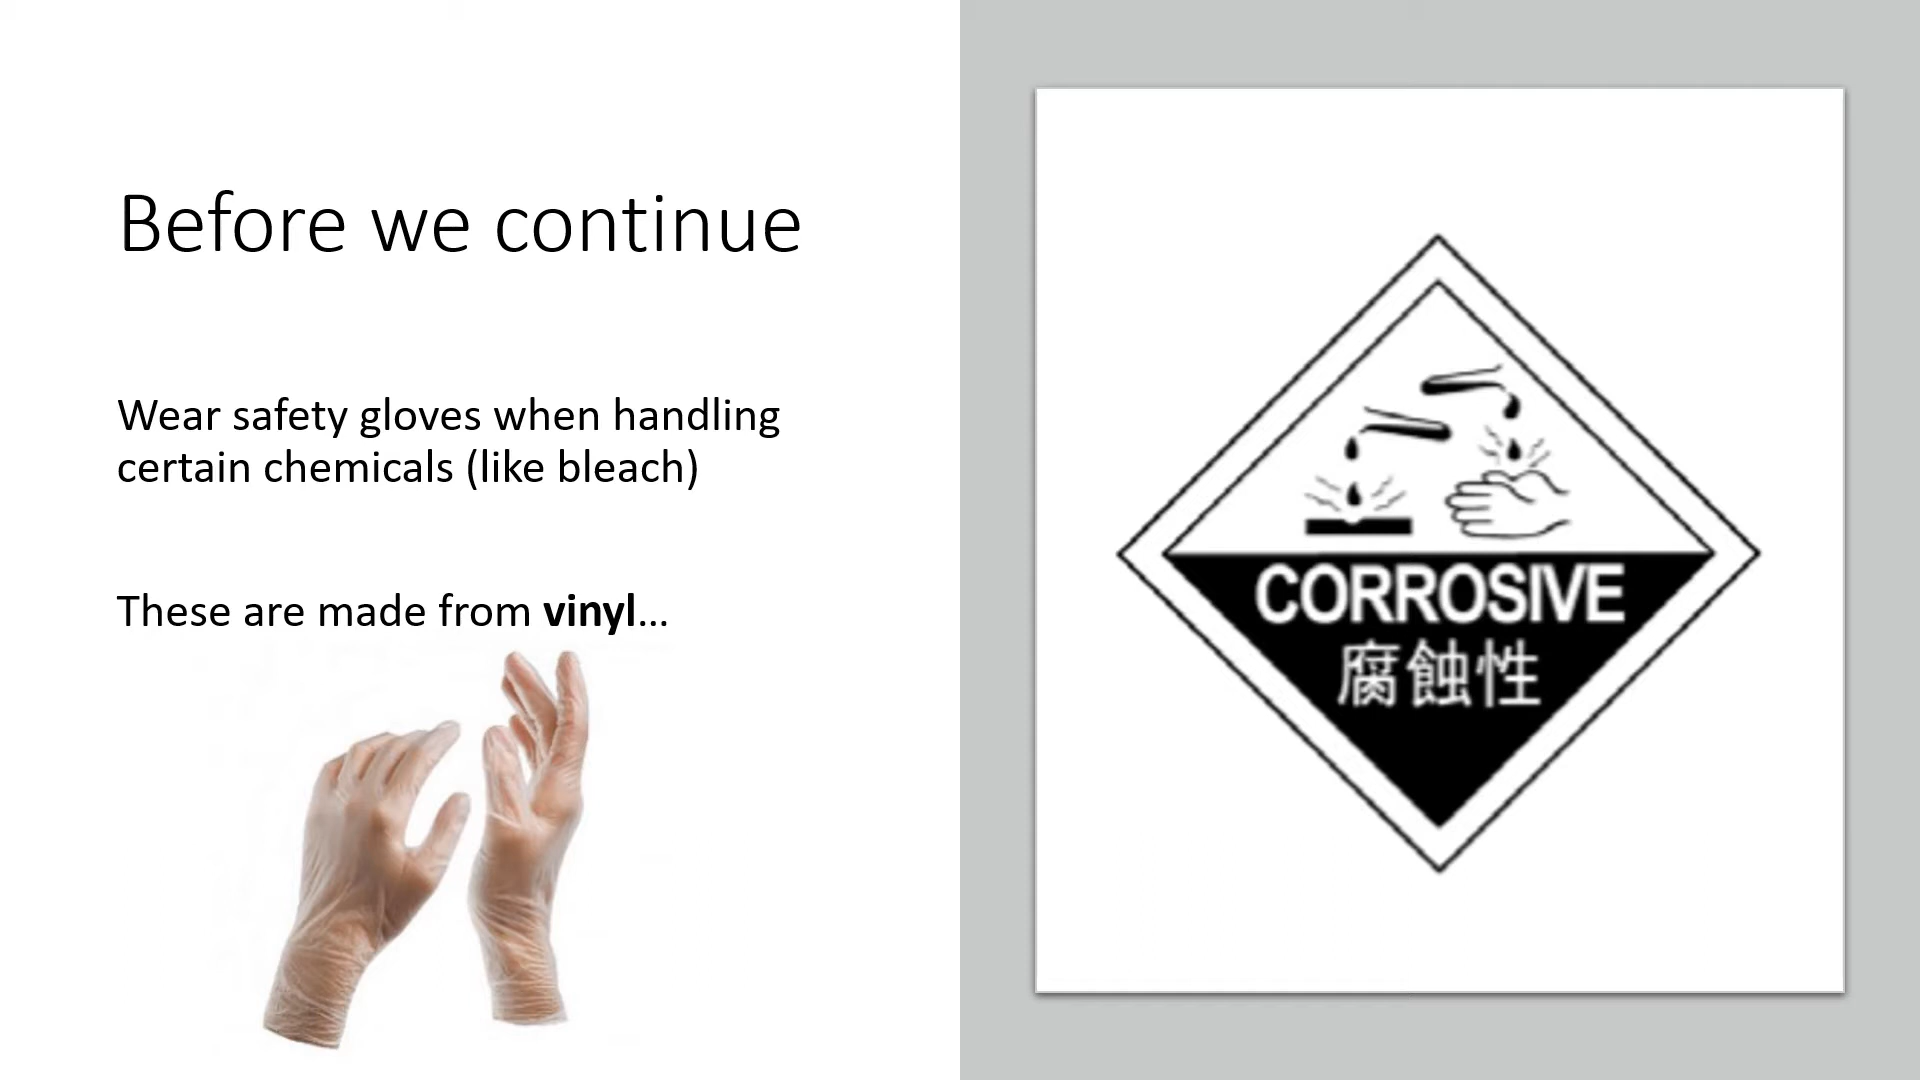 Before we continue
Wear safety gloves when handling
certain chemicals (like bleach)
These are made from vinyl...
CORROSIVE
腐蝕性